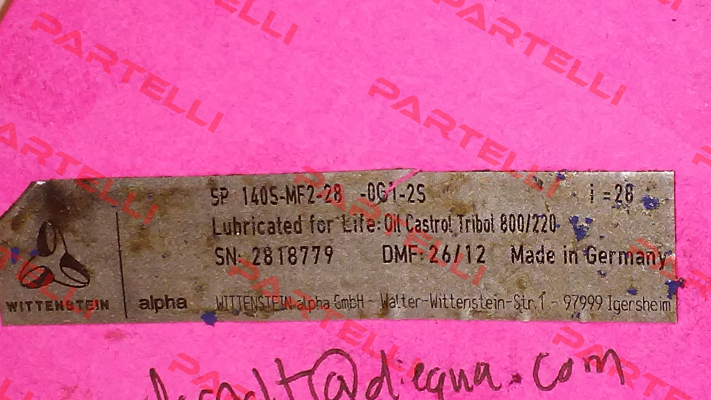 SP 140S-MF2-28 -0G1-2S i = 28
Lubricated for Life: Oil Castrol Tribol 800/220
SN: 2818779 DMF: 26/12 Made in Germany
WITTENSTEIN alpha WITTENSTEIN alpha GmbH - Walter-Wittenstein-Str. 1 - 97999 Igersheim
@diequa.com
PARTELLI